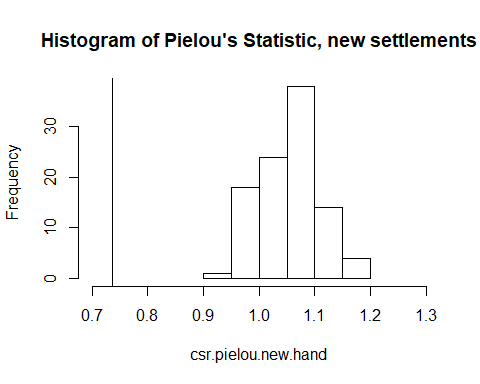 Histogram of Pielou's Statistic, new settlements
Frequency
30
20
10
0
0.7 0.8 0.9 1.0 1.1 1.2 1.3
csr.pielou.new.hand